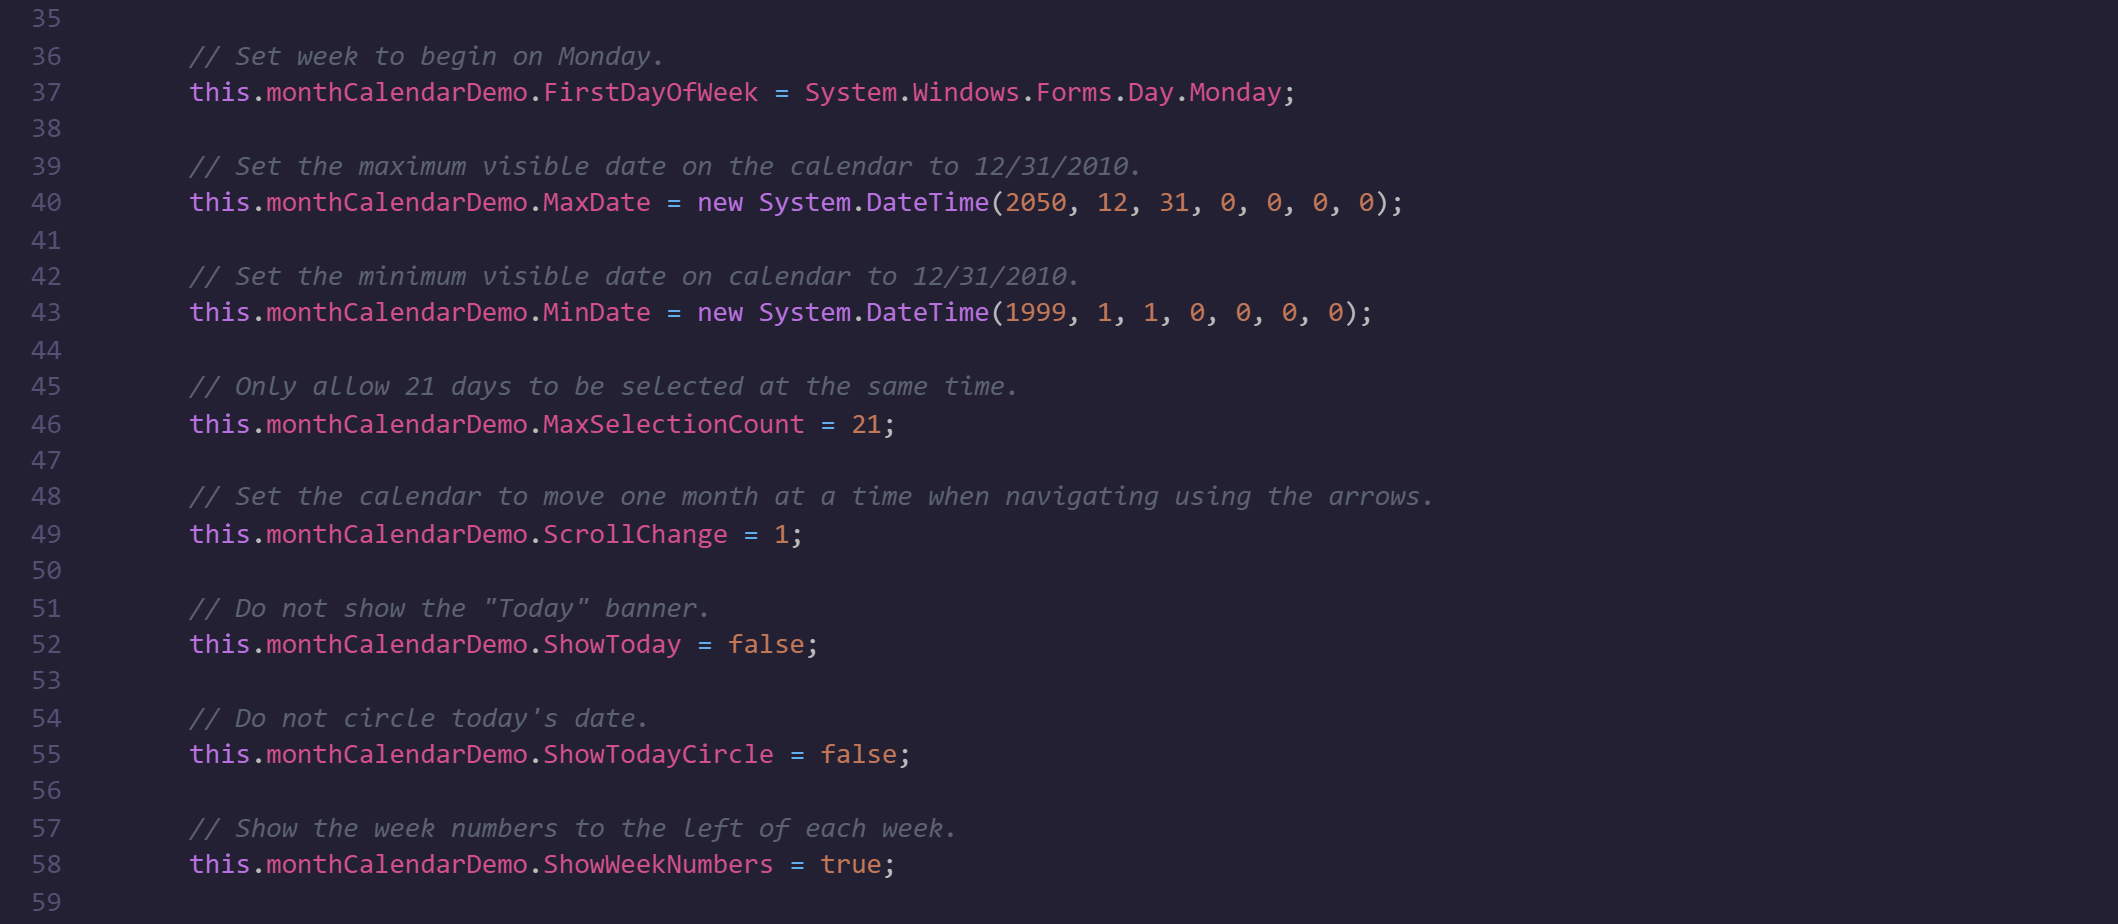 35
36 // Set week to begin on Monday.
37 this.monthCalendarDemo.FirstDayOfWeek = System.Windows.Forms.Day.Monday;
38
39 // Set the maximum visible date on the calendar to 12/31/2010.
40 this.monthCalendarDemo.MaxDate = new System.DateTime(2050, 12, 31, 0, 0, 0, 0);
41
42 // Set the minimum visible date on calendar to 12/31/2010.
43 this.monthCalendarDemo.MinDate = new System.DateTime(1999, 1, 1, 0, 0, 0, 0);
44
45 // Only allow 21 days to be selected at the same time.
46 this.monthCalendarDemo.MaxSelectionCount = 21;
47
48 // Set the calendar to move one month at a time when navigating using the arrows.
49 this.monthCalendarDemo.ScrollChange = 1;
50
51 // Do not show the "Today" banner.
52 this.monthCalendarDemo.ShowToday = false;
53
54 // Do not circle today's date.
55 this.monthCalendarDemo.ShowTodayCircle = false;
56
57 // Show the week numbers to the left of each week.
58 this.monthCalendarDemo.ShowWeekNumbers = true;
59